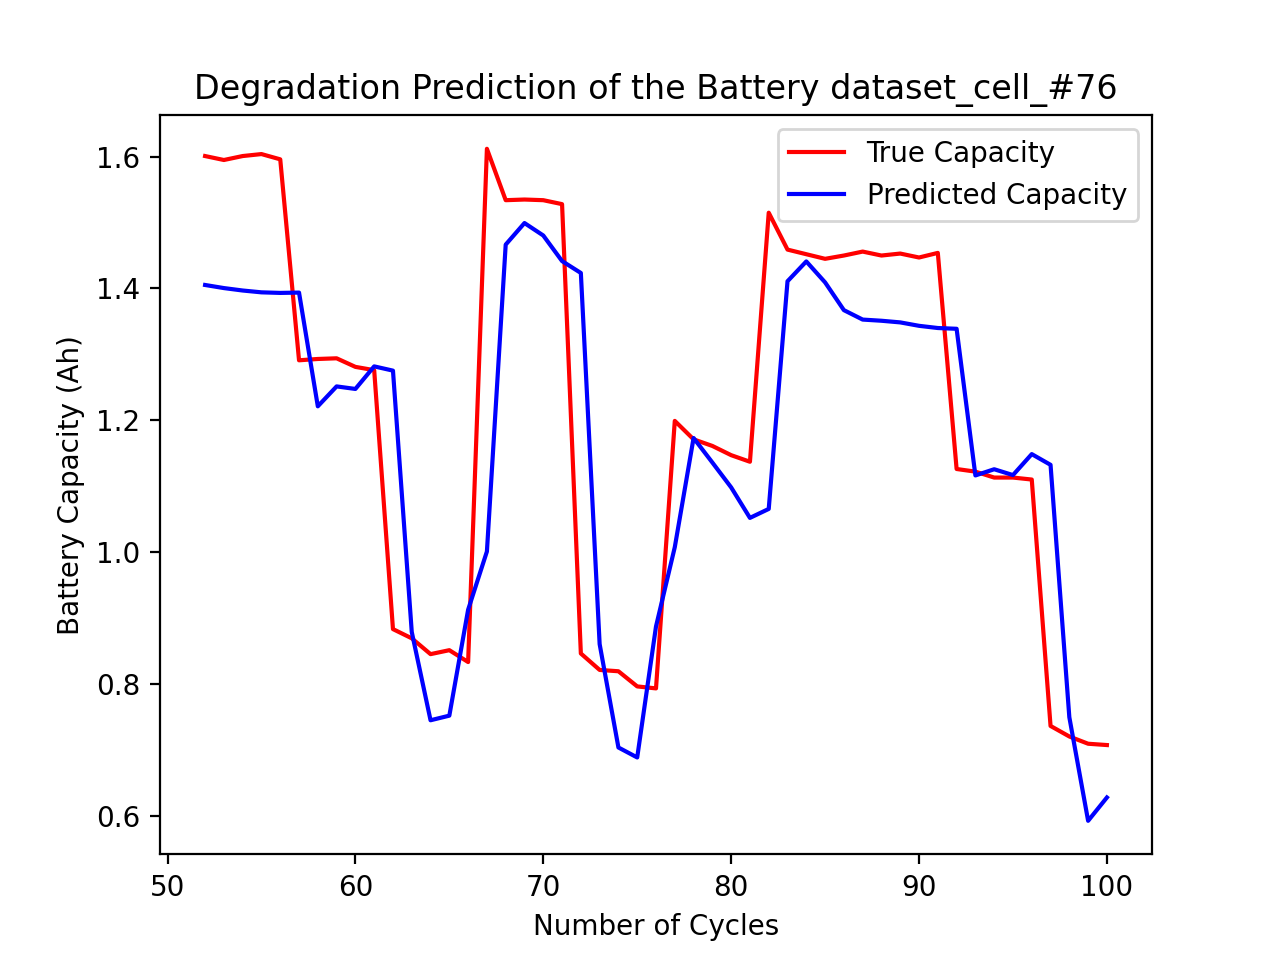 Degradation Prediction of the Battery dataset_cell_#76
True Capacity
Predicted Capacity
Battery Capacity (Ah)
1.6
1.4
1.2
1.0
0.8
0.6
50 60 70 80 90 100
Number of Cycles